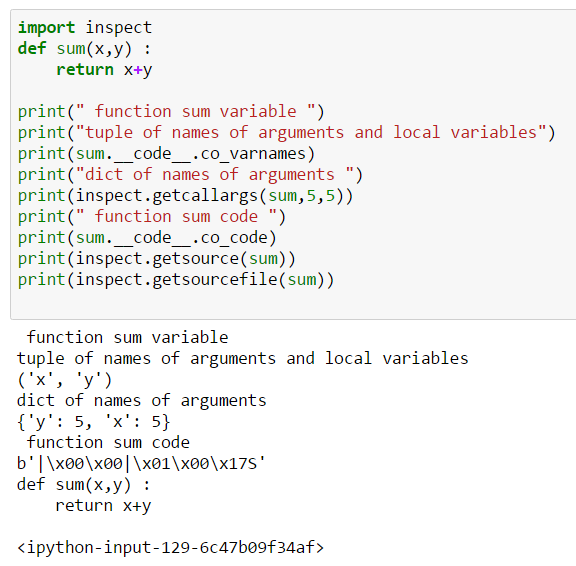 import inspect
def sum(x,y) :
    return x+y

print(" function sum variable ")
print("tuple of names of arguments and local variables")
print(sum.__code__.co_varnames)
print("dict of names of arguments ")
print(inspect.getcallargs(sum,5,5))
print(" function sum code ")
print(sum.__code__.co_code)
print(inspect.getsource(sum))
print(inspect.getsourcefile(sum))

 function sum variable
tuple of names of arguments and local variables
('x', 'y')
dict of names of arguments
{'y': 5, 'x': 5}
 function sum code
b'|\x00\x00|\x01\x00\x17S'
def sum(x,y) :
    return x+y

<ipython-input-129-6c47b09f34af>